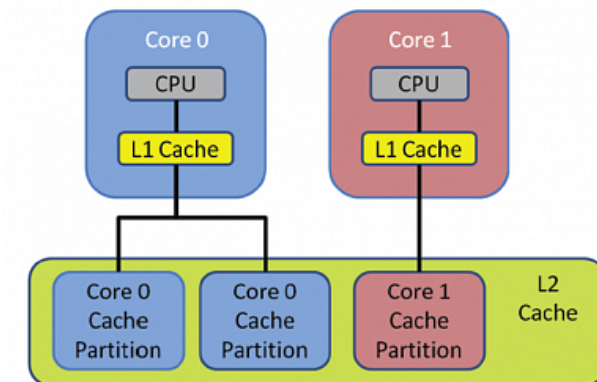 Core 0
Core 1
CPU
CPU
L1 Cache
L1 Cache
Core 0
Cache
Partition
Core 0
Cache
Partition
Core 1
Cache
Partition
L2
Cache